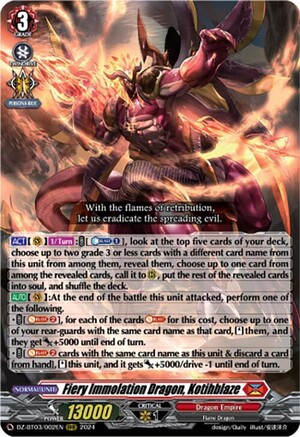 3
GRADE
TWIN DRIVE
PERSONA RIDE
With the flames of retribution,
let us eradicate the spreading evil.
ACT 1/Turn : [ 1], look at the top five cards of your deck,
choose up to two grade 3 or less cards with a different card name from
this unit from among them, reveal them, choose up to one card from
among the revealed cards, call it to , put the rest of the revealed cards
into soul, and shuffle the deck.
AUTO :At the end of the battle this unit attacked, perform one of
the following.
・ [ 2], for each of the cards for this cost, choose up to one
of your rear-guards with the same card name as that card, [ ] them, and
they get +5000 until end of turn.
・ [ 2 cards with the same card name as this unit & discard a card
from hand], [ ] this unit, and it gets +5000/drive -1 until end of turn.
NORMAL UNIT
Fiery Immolation Dragon, Kotihblaze
POWER 13000
CRITICAL
Dragon Empire
Flame Dragon
DZ-BT03/002EN RRR 2024